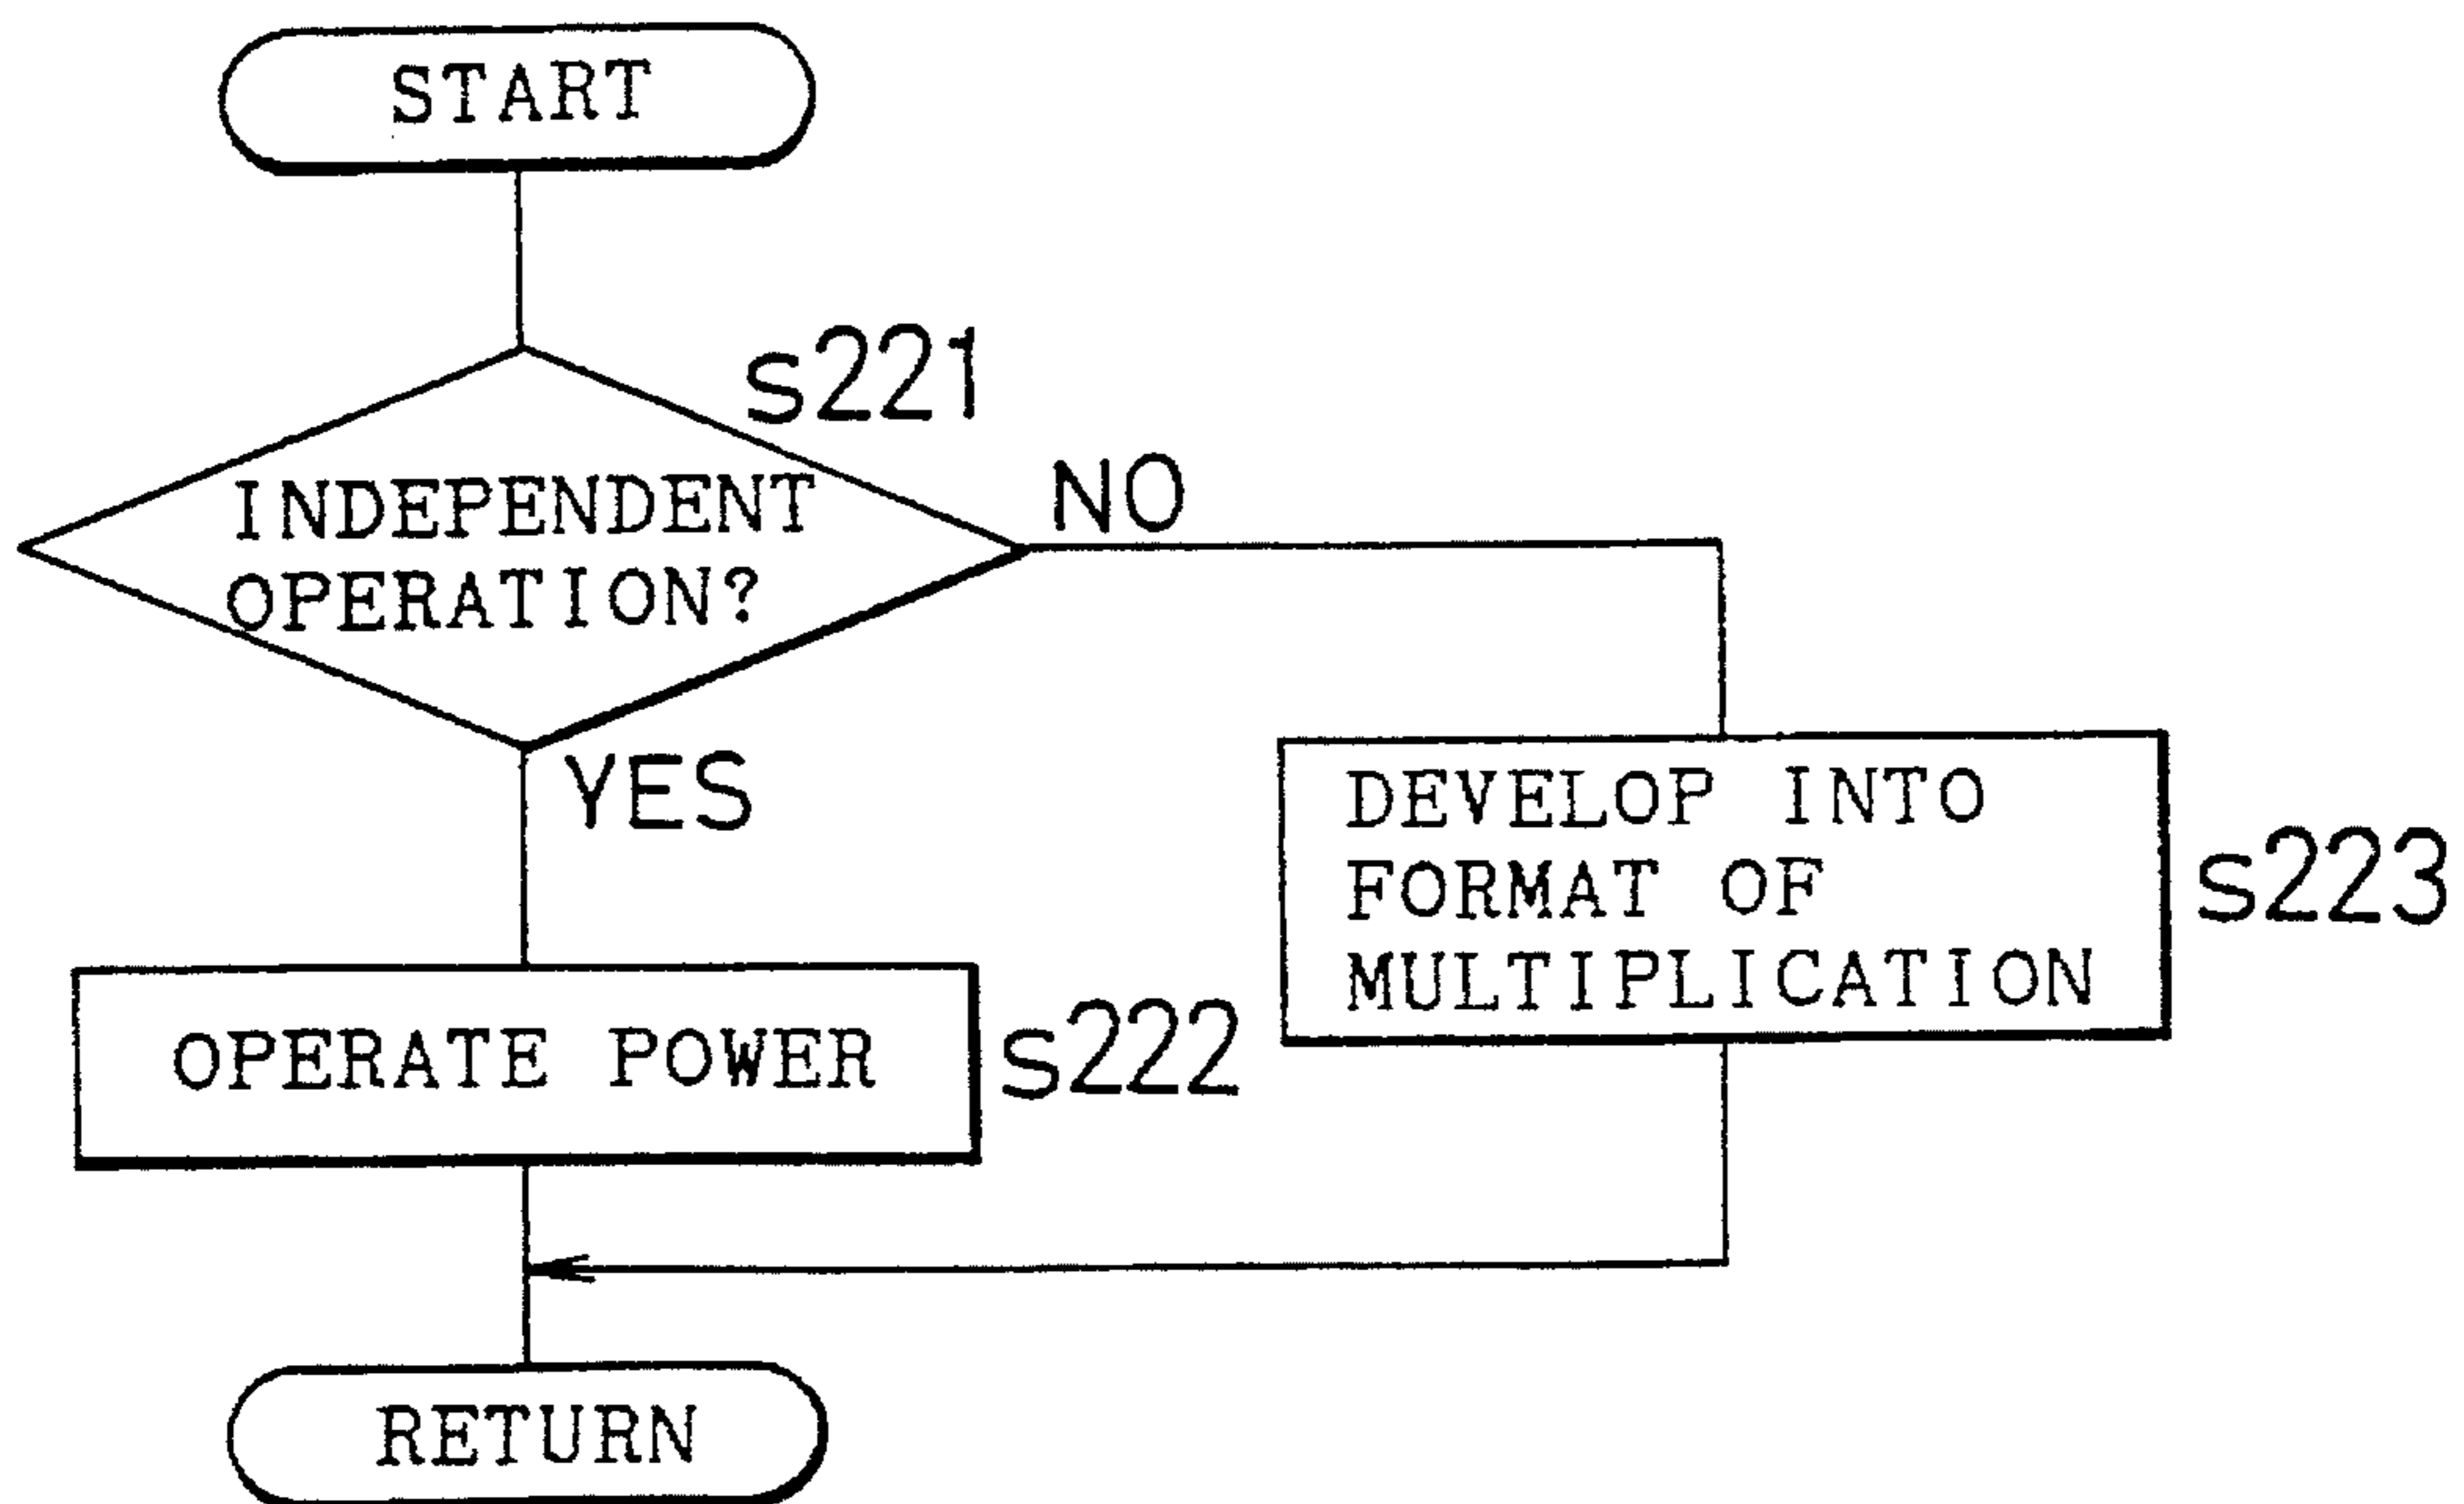 START
s221
INDEPENDENT
OPERATION?
NO
YES
DEVELOP INTO
FORMAT OF
MULTIPLICATION
s223
OPERATE POWER
s222
RETURN